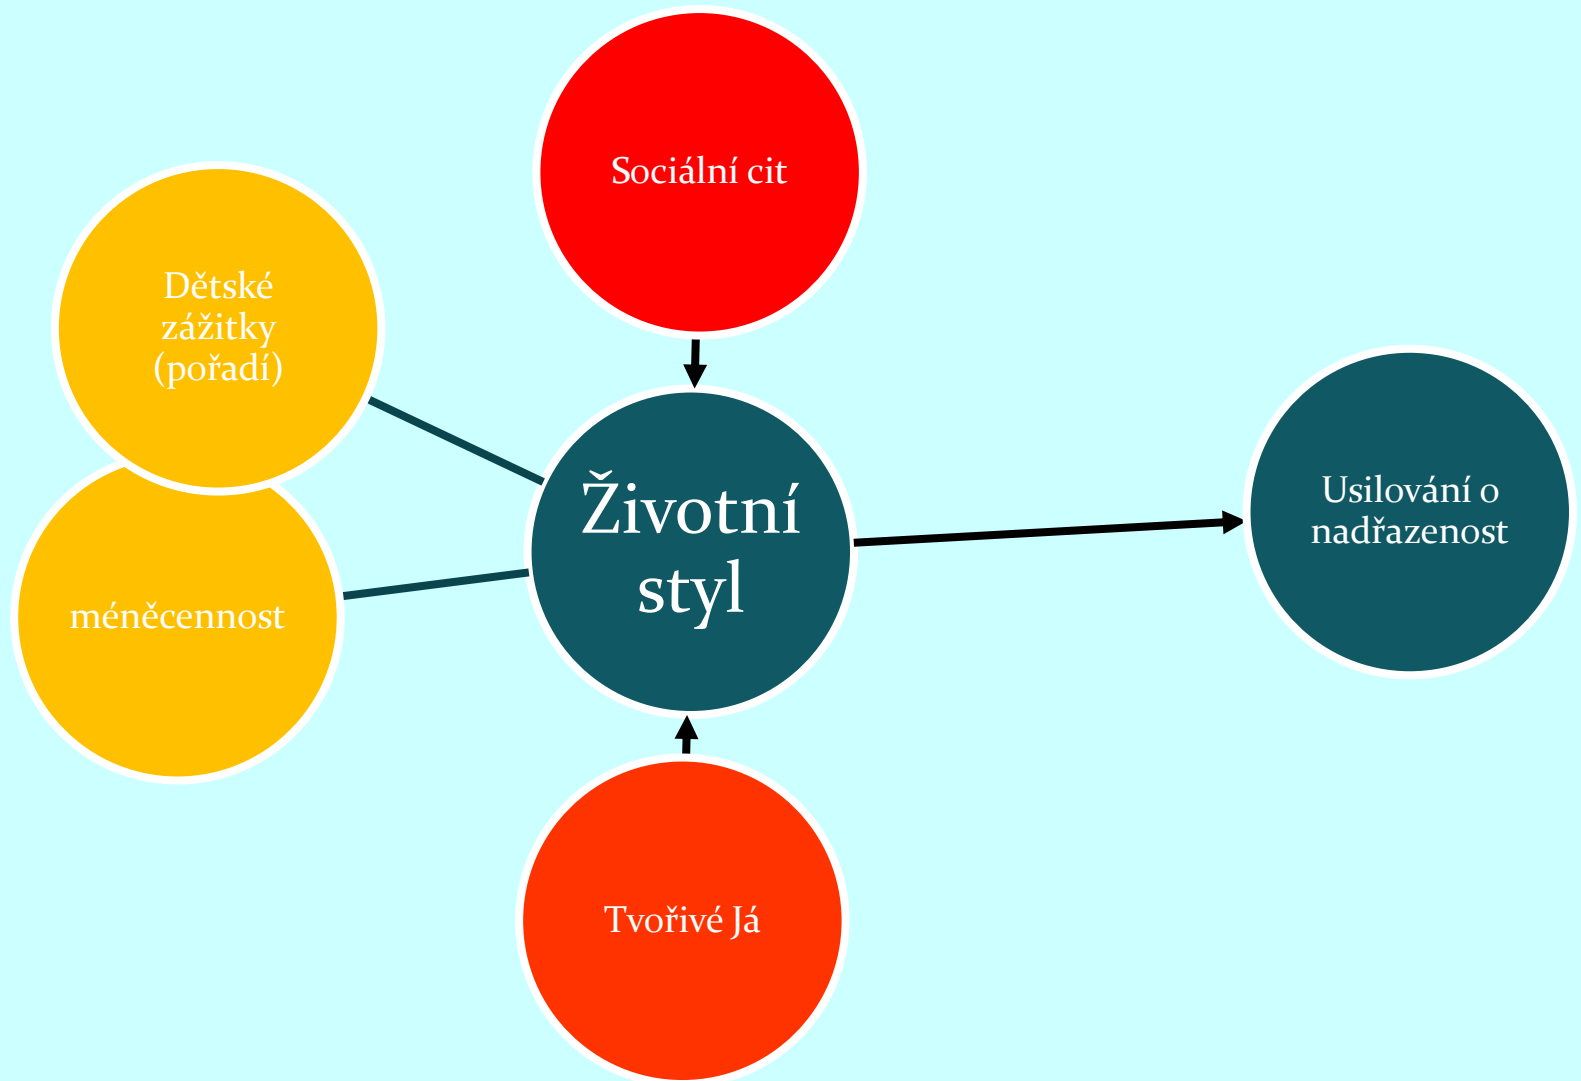 Sociální cit
Dětské
zážitky
(pořadí)
méněcennost
Životní
styl
Usilování o
nadřazenost
Tvořivé Já